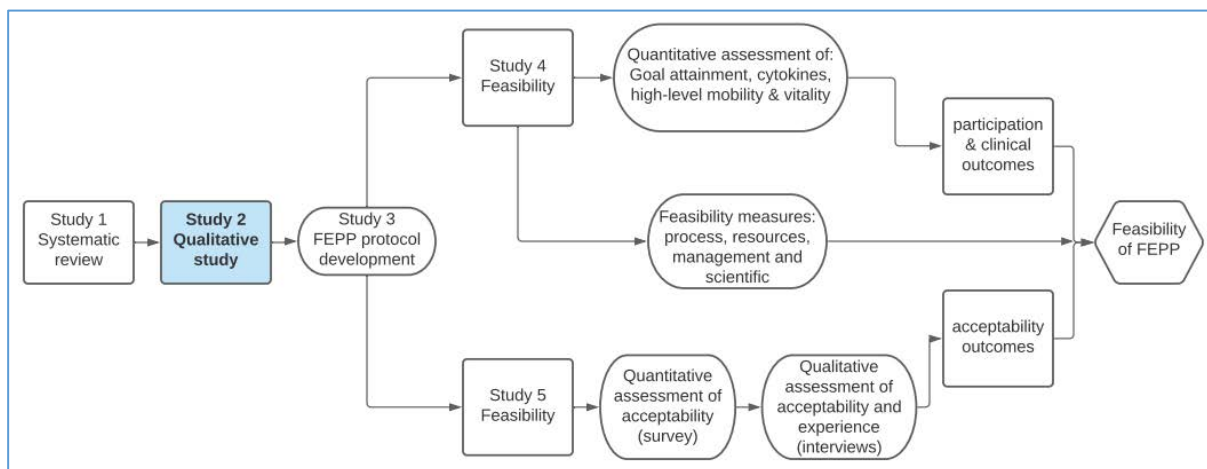 Study 1
Systematic
review
Study 2
Qualitative
study
Study 3
FEPP protocol
development
Study 4
Feasibility
Quantitative assessment of:
Goal attainment, cytokines,
high-level mobility & vitality
participation
& clinical
outcomes
Feasibility measures:
process, resources,
management and
scientific
Feasibility
of FEPP
Study 5
Feasibility
Quantitative
assessment of
acceptability
(survey)
Qualitative
assessment of
acceptability and
experience
(interviews)
acceptability
outcomes